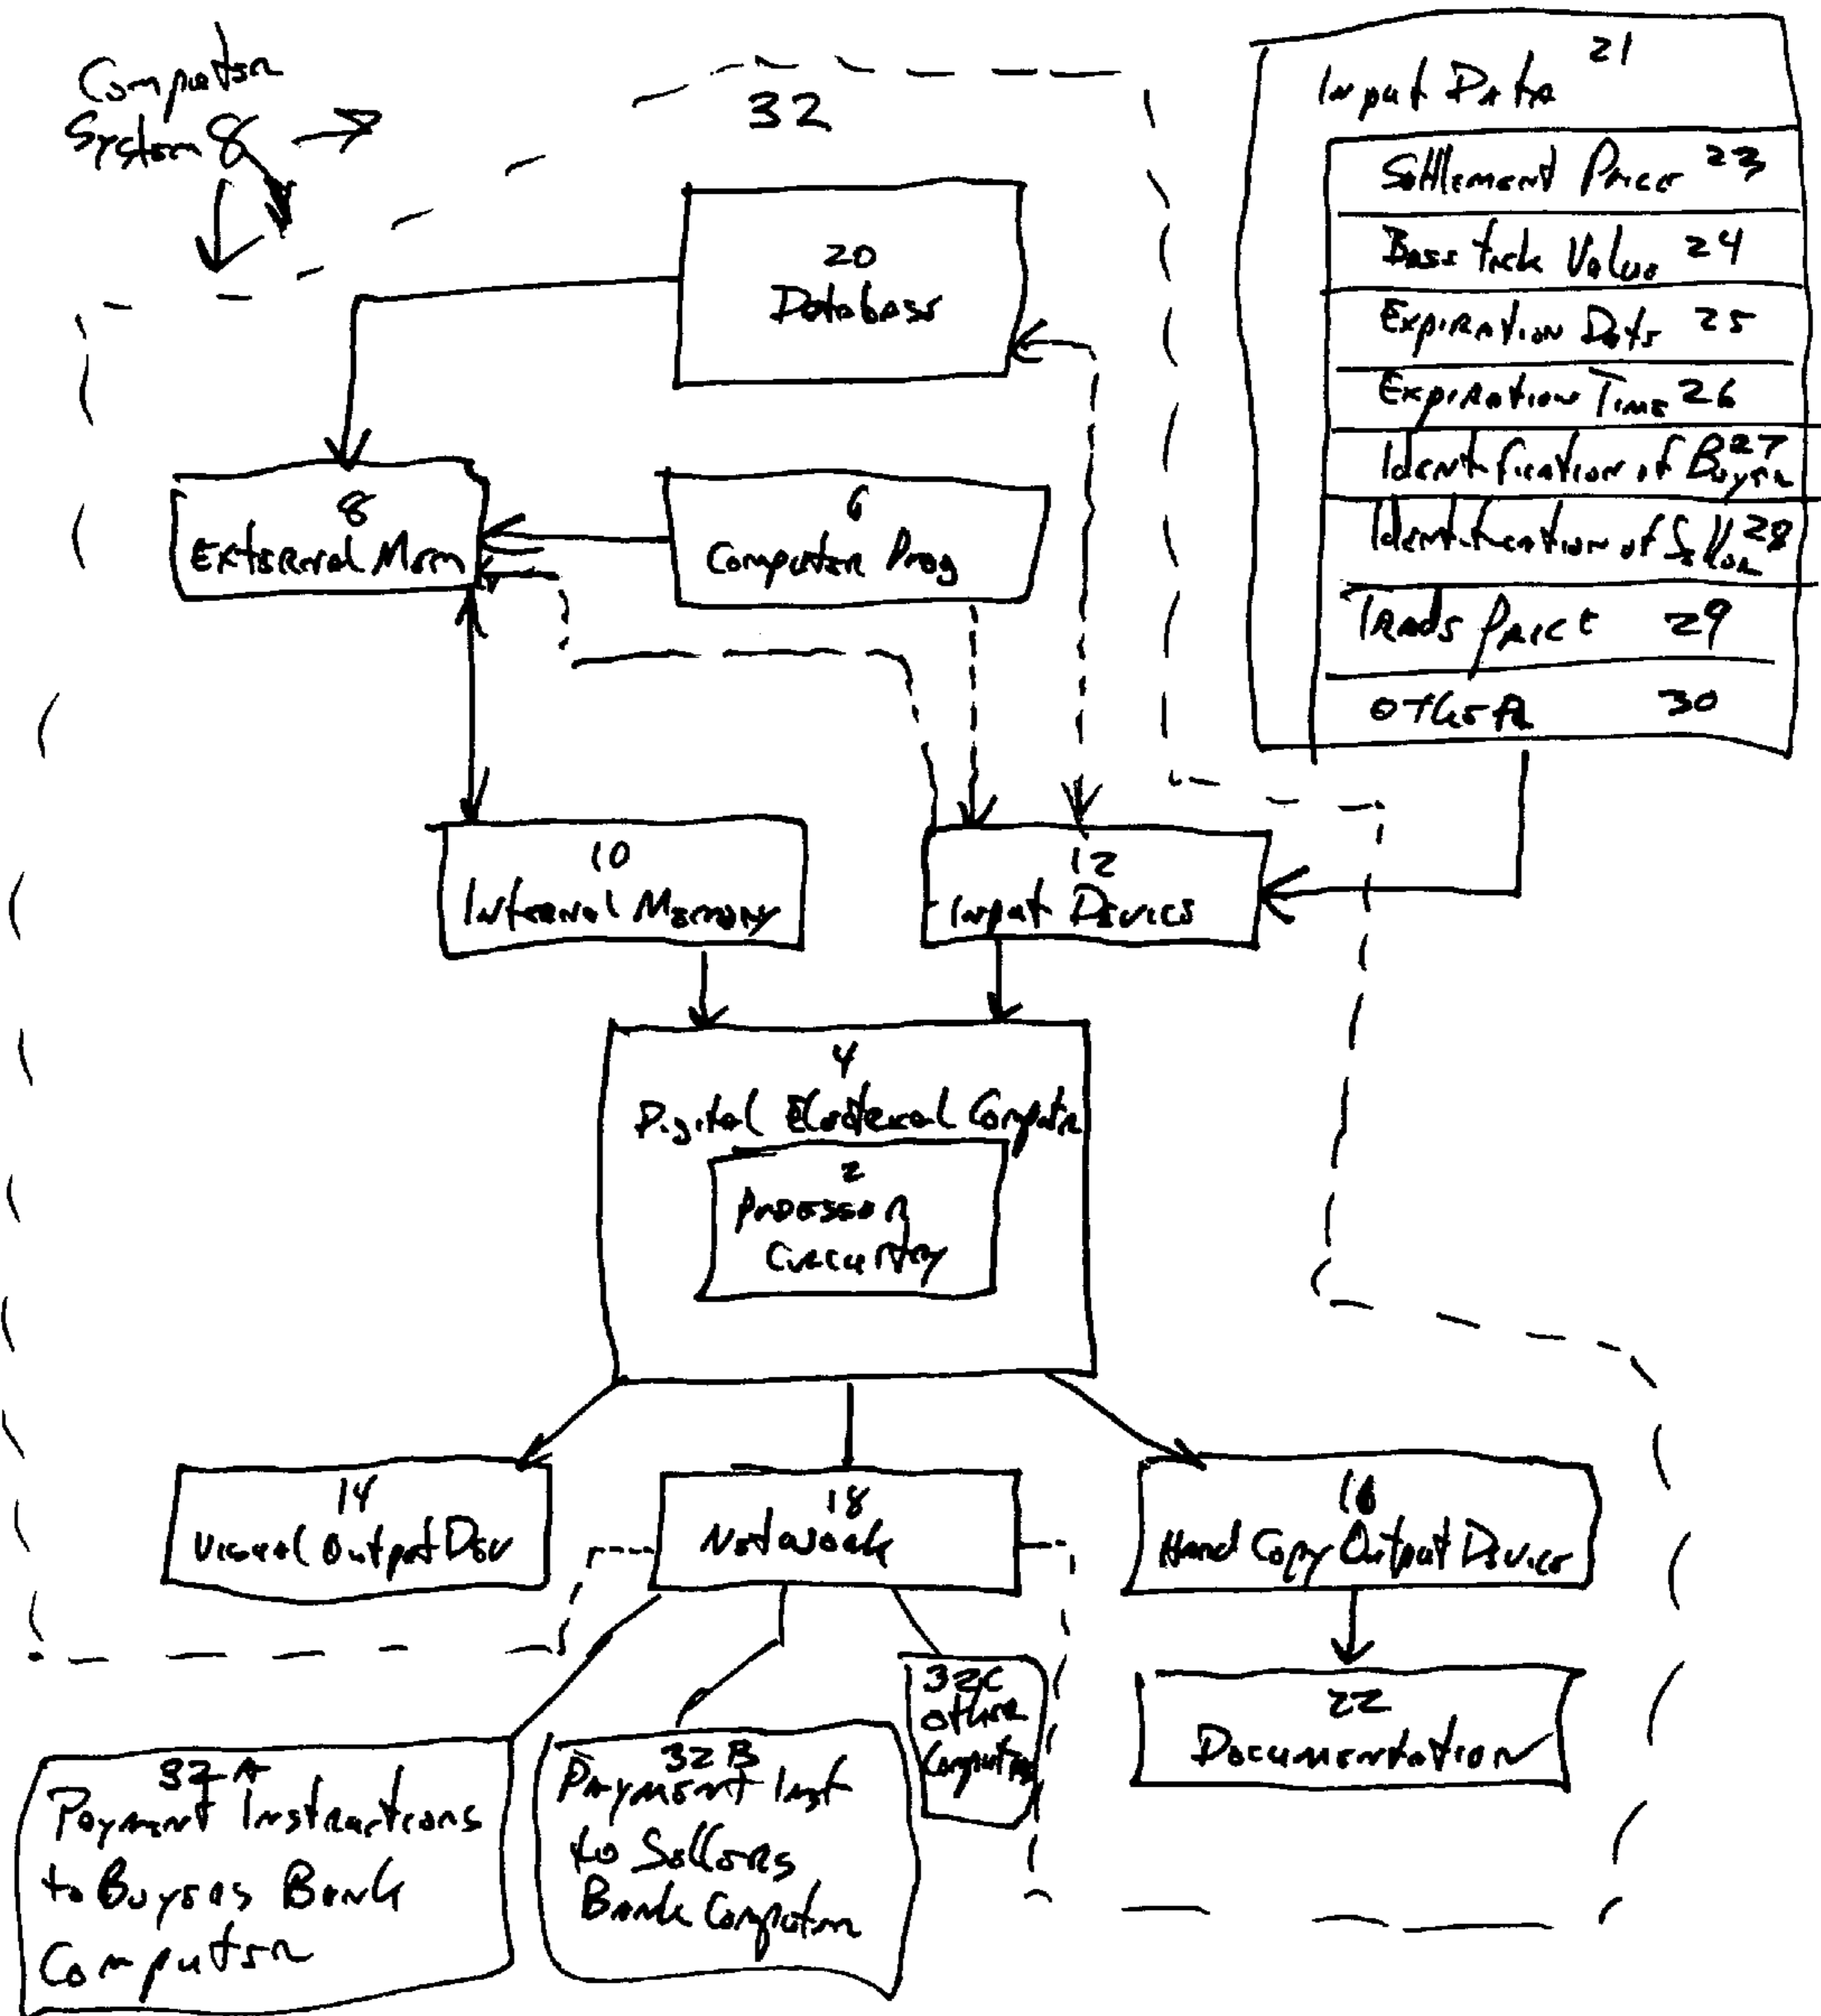 Computer
System 8
32
21
Input Data
Settlement Price 23
Base tick Value 24
Expiration Date 25
Expiration Time 26
Identification of Buyer 27
Identification of Seller 28
Trade Price 29
Other 30
20
Database
8
External Mem
6
Computer Prog
10
Internal Memory
12
Input Devices
4
Digital Computer
2
Processor
Circuitry
14
Visual Output Dev
18
Network
16
Hard Copy Output Device
22
Documentation
32A
Payment Instructions
to Buyers Bank
Computer
32B
Payment Inst
to Sellers
Bank Computer
32C
Other
Computers